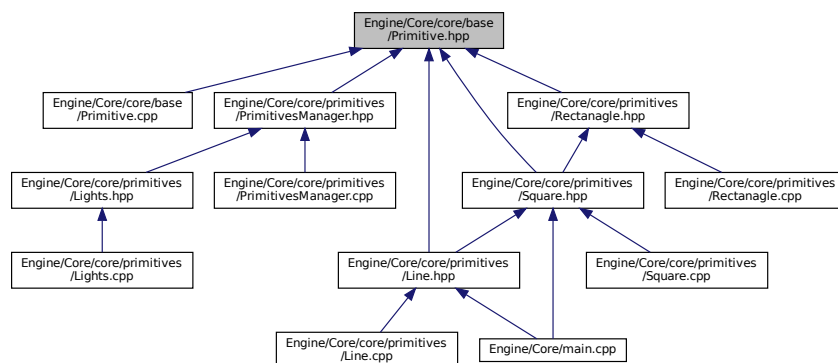 Engine/Core/core/base
/Primitive.hpp
Engine/Core/core/base
/Primitive.cpp
Engine/Core/core/primitives
/PrimitivesManager.hpp
Engine/Core/core/primitives
/Rectanagle.hpp
Engine/Core/core/primitives
/Lights.hpp
Engine/Core/core/primitives
/PrimitivesManager.cpp
Engine/Core/core/primitives
/Square.hpp
Engine/Core/core/primitives
/Rectanagle.cpp
Engine/Core/core/primitives
/Lights.cpp
Engine/Core/core/primitives
/Line.hpp
Engine/Core/core/primitives
/Square.cpp
Engine/Core/core/primitives
/Line.cpp
Engine/Core/main.cpp